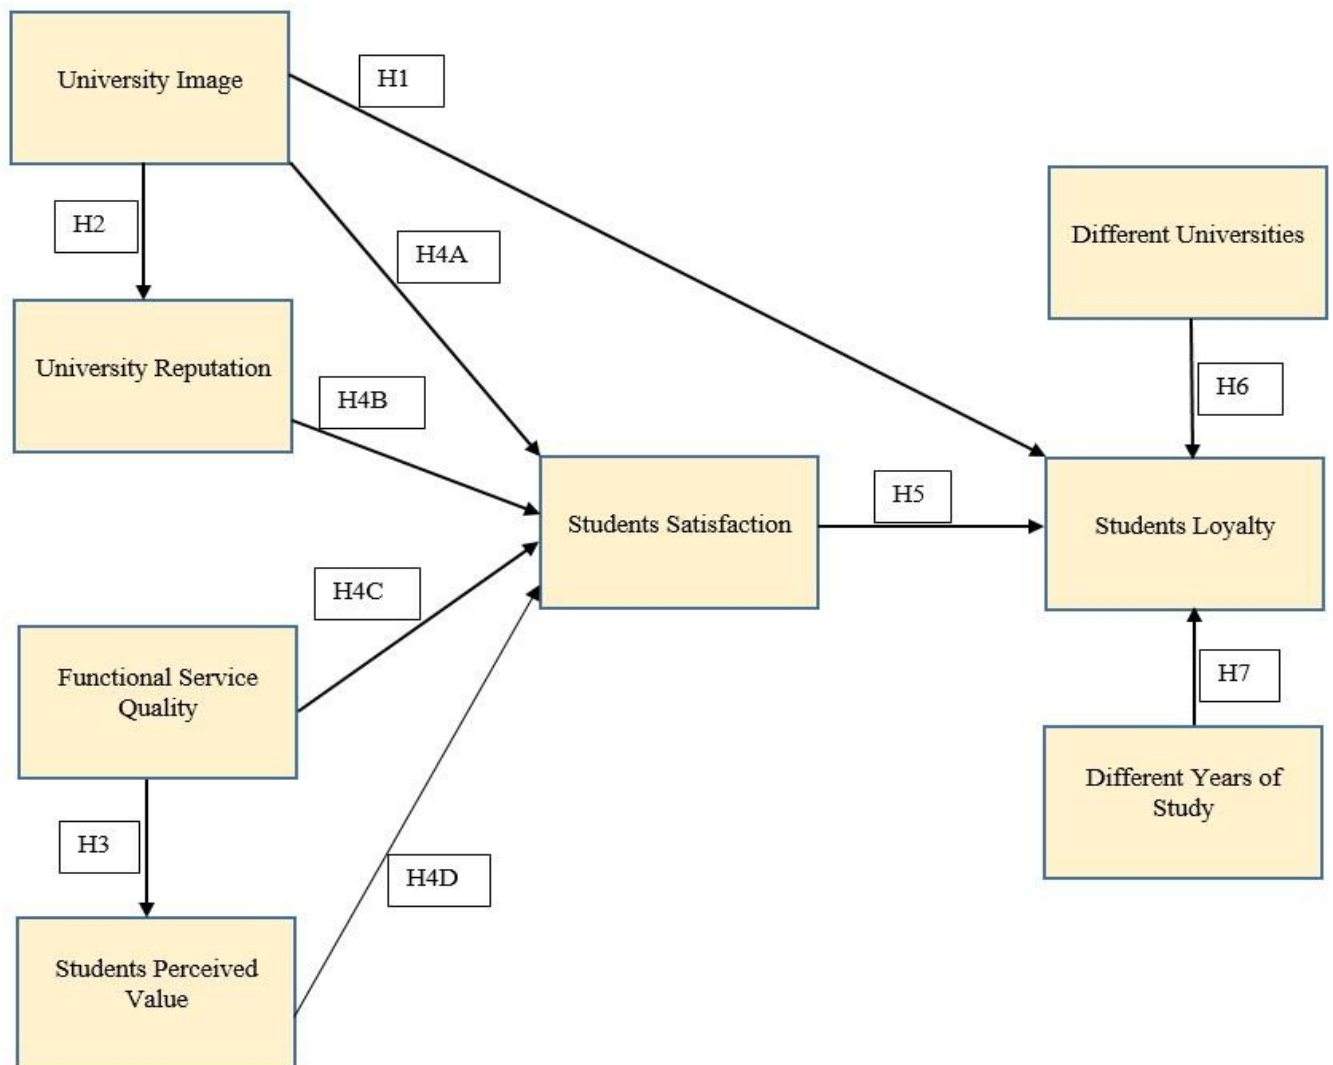 University Image
H1
H2
H4A
Different Universities
University Reputation
H4B
H6
Students Satisfaction
H5
Students Loyalty
H4C
Functional Service
Quality
H7
Different Years of
Study
H3
H4D
Students Perceived
Value